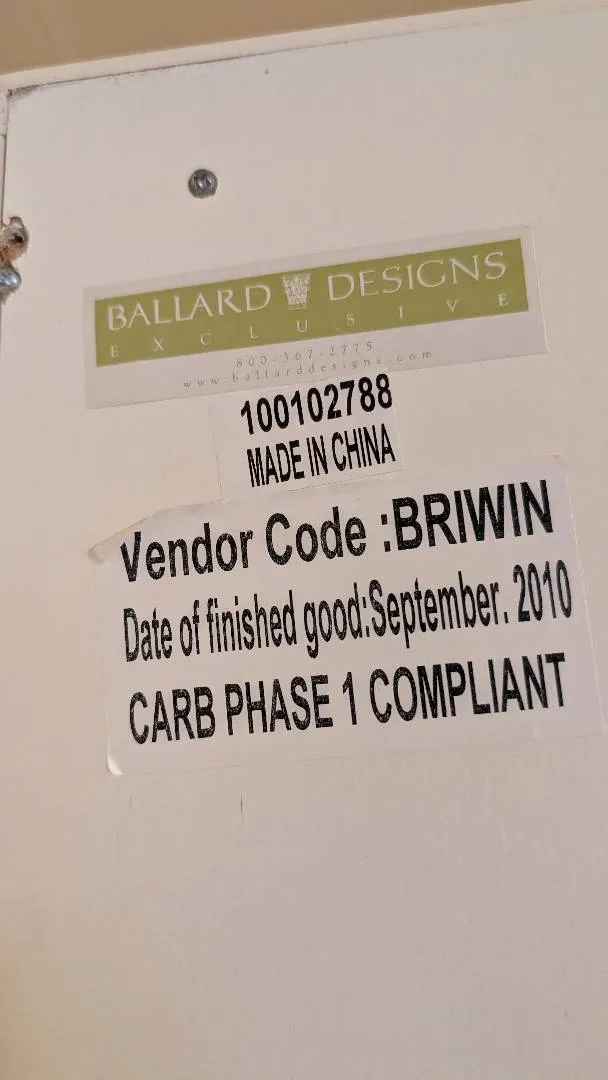 BALLARD DESIGNS
EXCLUSIVE
800-367-2775
www.ballarddesigns.com
100102788
MADE IN CHINA
Vendor Code :BRIWIN
Date of finished good:September. 2010
CARB PHASE 1 COMPLIANT